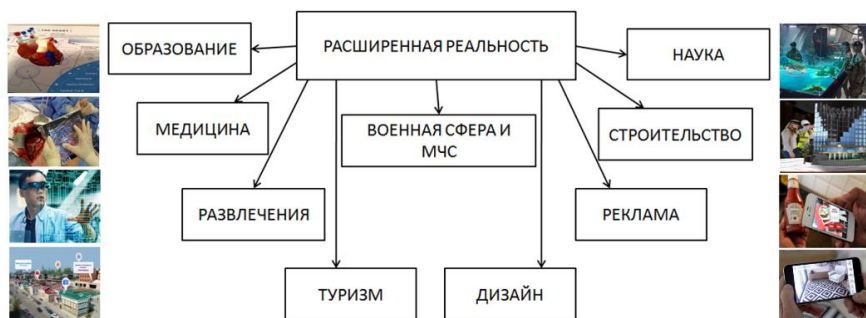 ОБРАЗОВАНИЕ
РАСШИРЕННАЯ РЕАЛЬНОСТЬ
НАУКА
МЕДИЦИНА
ВОЕННАЯ СФЕРА И
МЧС
СТРОИТЕЛЬСТВО
РАЗВЛЕЧЕНИЯ
РЕКЛАМА
ТУРИЗМ
ДИЗАЙН